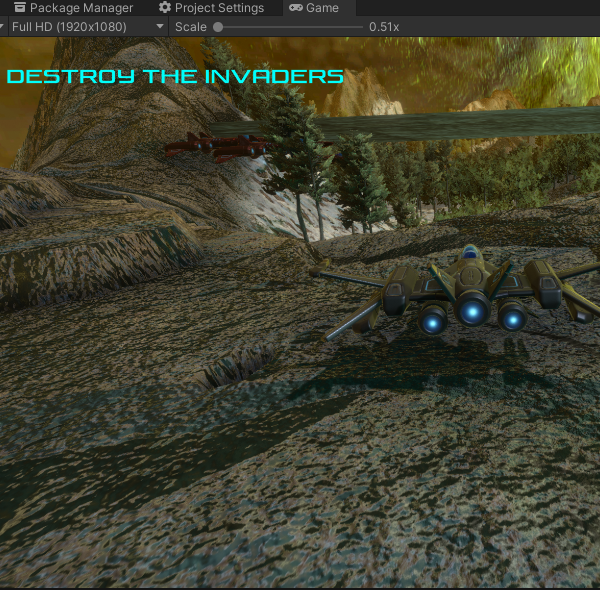 Package Manager Project Settings Game
Full HD (1920x1080) Scale 0.51x
DESTROY THE INVADERS